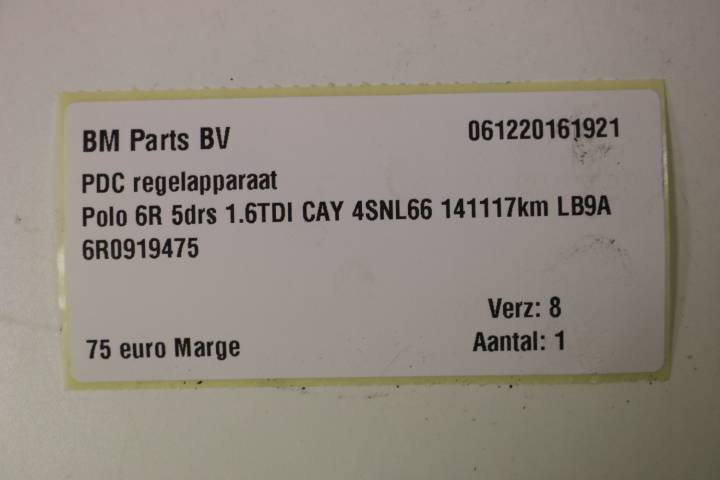 BM Parts BV 061220161921
PDC regelapparaat
Polo 6R 5drs 1.6TDI CAY 4SNL66 141117km LB9A
6R0919475
Verz: 8
75 euro Marge Aantal: 1